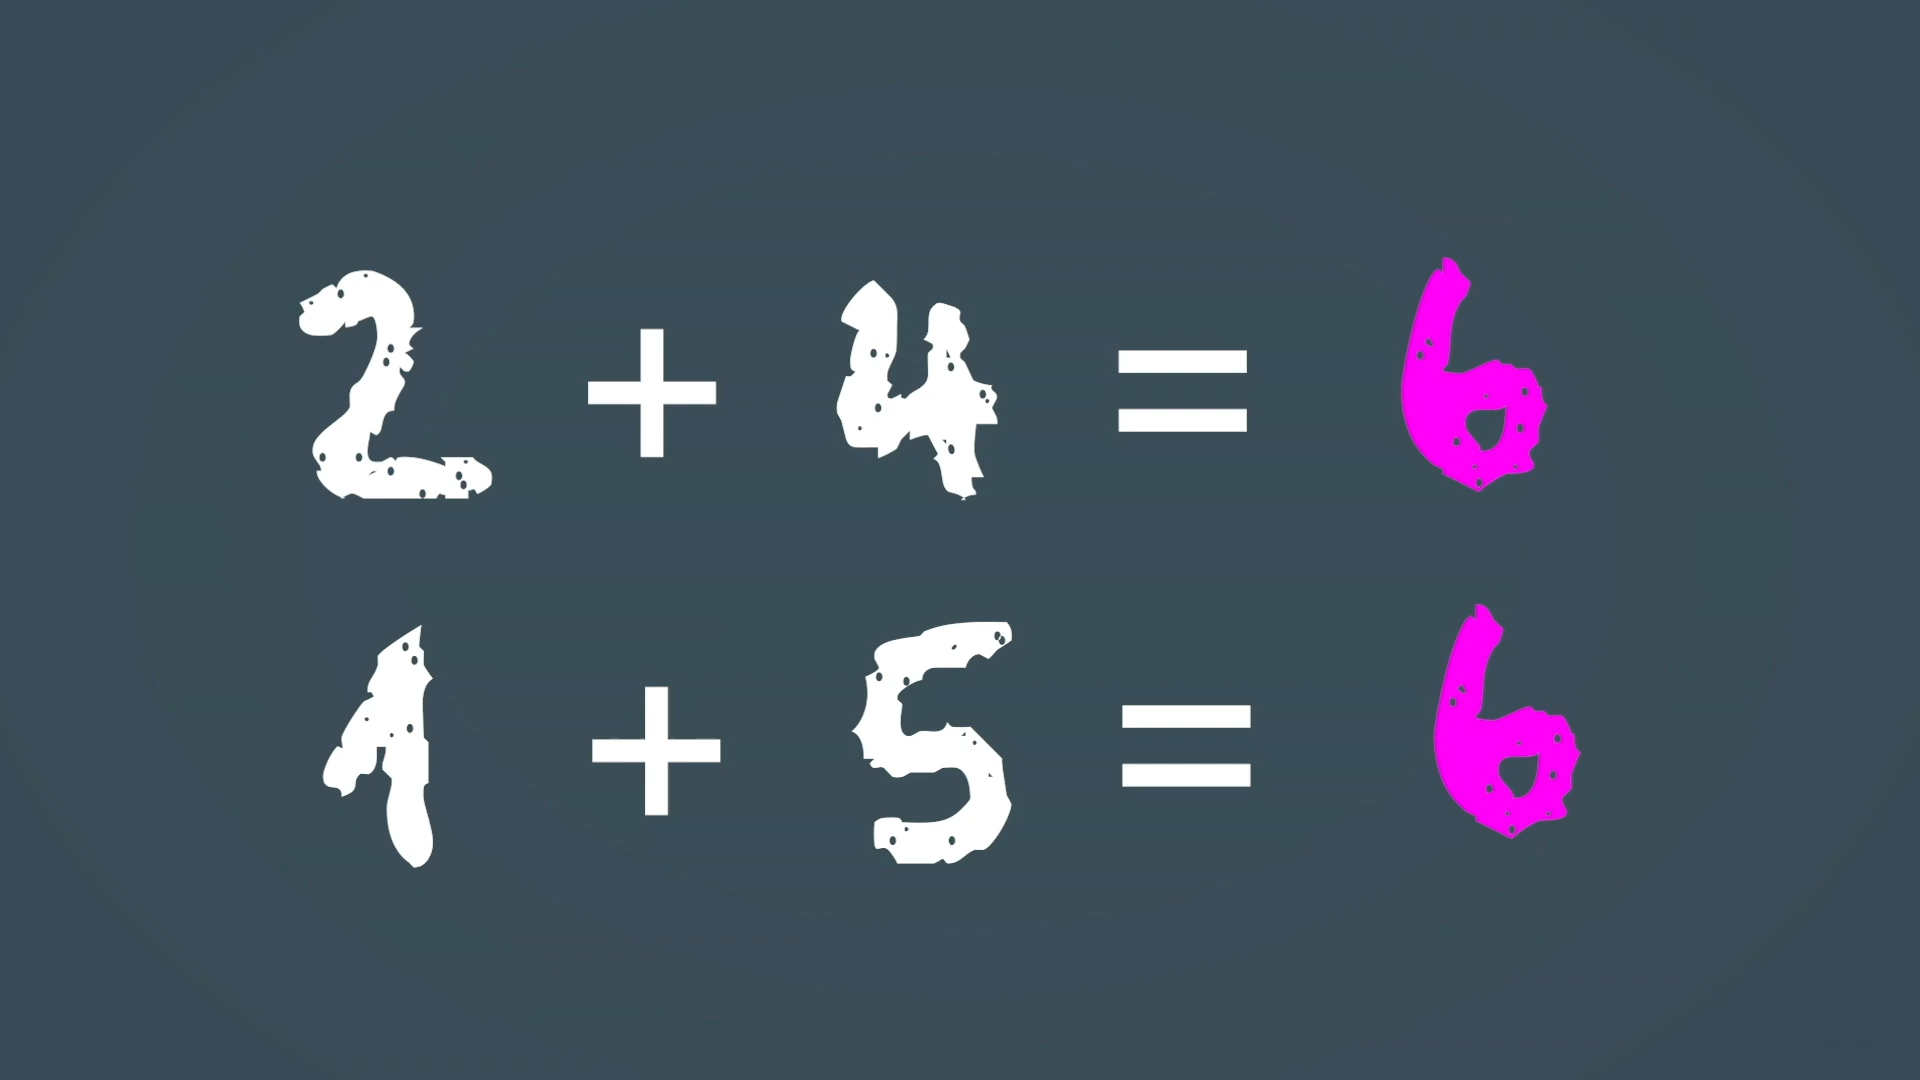 2 + 4 = 6
1 + 5 = 6